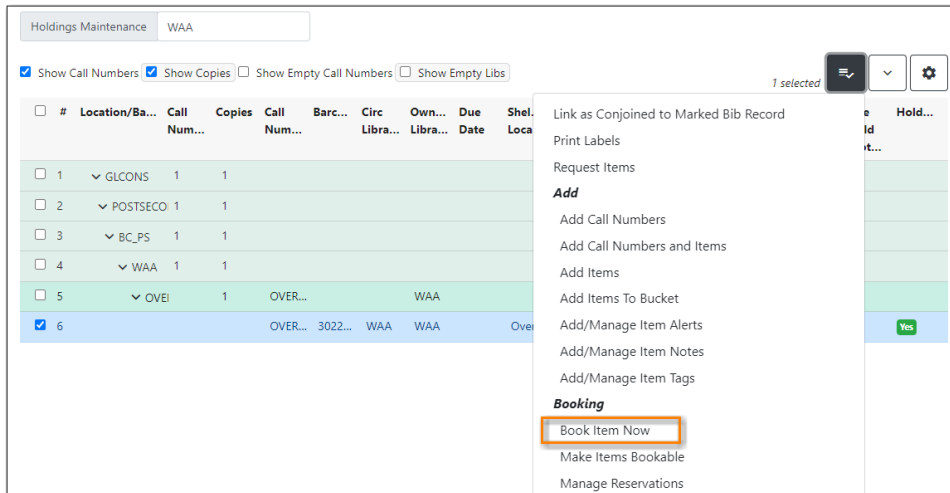 Holdings Maintenance WAA
Show Call Numbers Show Copies Show Empty Call Numbers Show Empty Libs
1 selected
# Location/Ba... Call Num... Copies Call Num... Barc... Circ Libra... Own... Libra... Due Date Shel. Loca Hold...
1 GLCONS 1 1
2 POSTSECO 1 1
3 BC_PS 1 1
4 WAA 1 1
5 OVE 1 OVER... WAA
6 OVER... 3022... WAA WAA Over Yes
Link as Conjoined to Marked Bib Record
Print Labels
Request Items
Add
Add Call Numbers
Add Call Numbers and Items
Add Items
Add Items To Bucket
Add/Manage Item Alerts
Add/Manage Item Notes
Add/Manage Item Tags
Booking
Book Item Now
Make Items Bookable
Manage Reservations